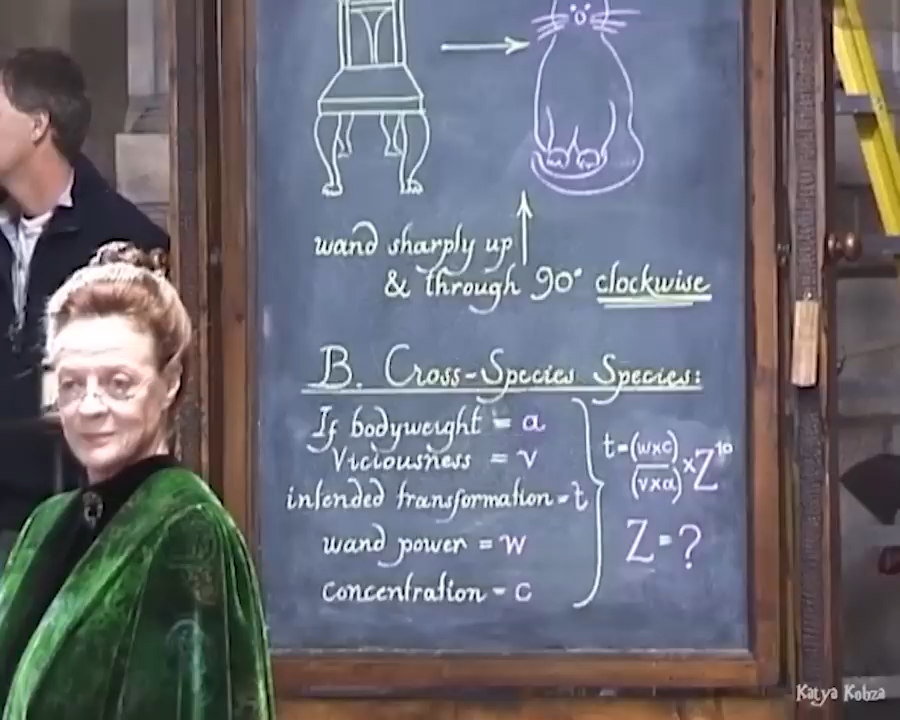 wand sharply up
& through 90° clockwise
B. Cross-Species Species:
If bodyweight = a
Viciousness = v
intended transformation = t
wand power = w
concentration = c
t = (w×c)
(v×a)
× Z¹⁰
Z = ?
Katya Kobza